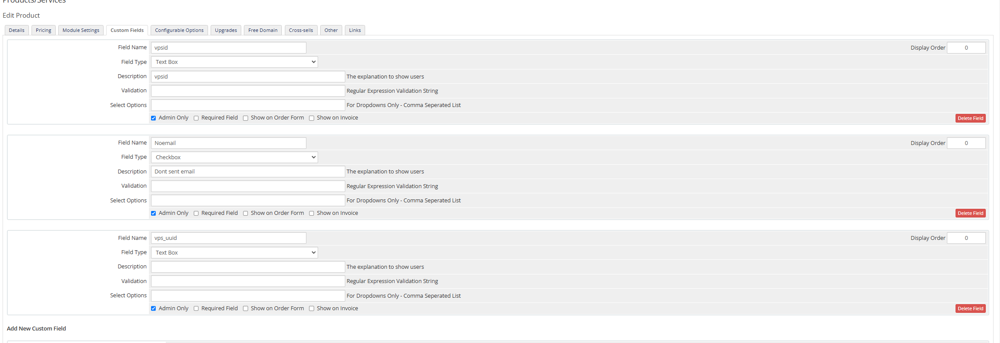 Products/Services
Edit Product
Details Pricing Module Settings Custom Fields Configurable Options Upgrades Free Domain Cross-sells Other Links
Field Name vpsid Display Order 0
Field Type Text Box
Description vpsid The explanation to show users
Validation Regular Expression Validation String
Select Options For Dropdowns Only - Comma Seperated List
Admin Only Required Field Show on Order Form Show on Invoice Delete Field
Field Name Noemail Display Order 0
Field Type Checkbox
Description Dont sent email The explanation to show users
Validation Regular Expression Validation String
Select Options For Dropdowns Only - Comma Seperated List
Admin Only Required Field Show on Order Form Show on Invoice Delete Field
Field Name vps_uuid Display Order 0
Field Type Text Box
Description The explanation to show users
Validation Regular Expression Validation String
Select Options For Dropdowns Only - Comma Seperated List
Admin Only Required Field Show on Order Form Show on Invoice Delete Field
Add New Custom Field